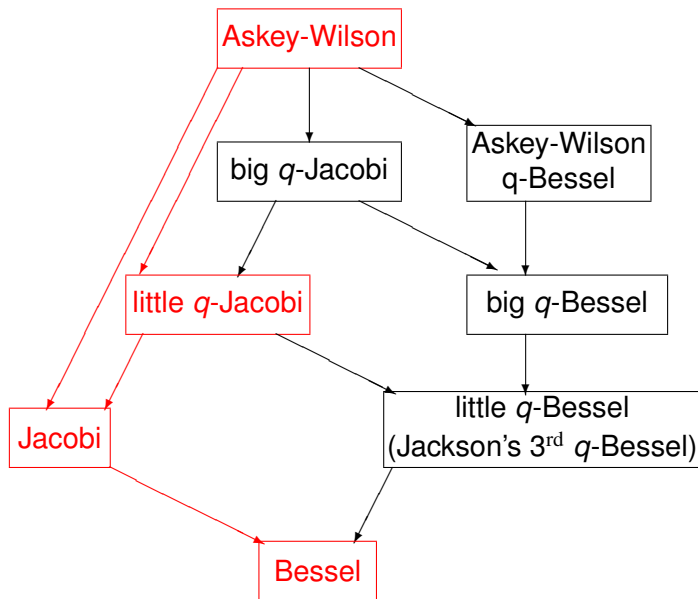 Askey-Wilson
big q-Jacobi
Askey-Wilson
q-Bessel
little q-Jacobi
big q-Bessel
Jacobi
little q-Bessel
(Jackson's 3rd q-Bessel)
Bessel